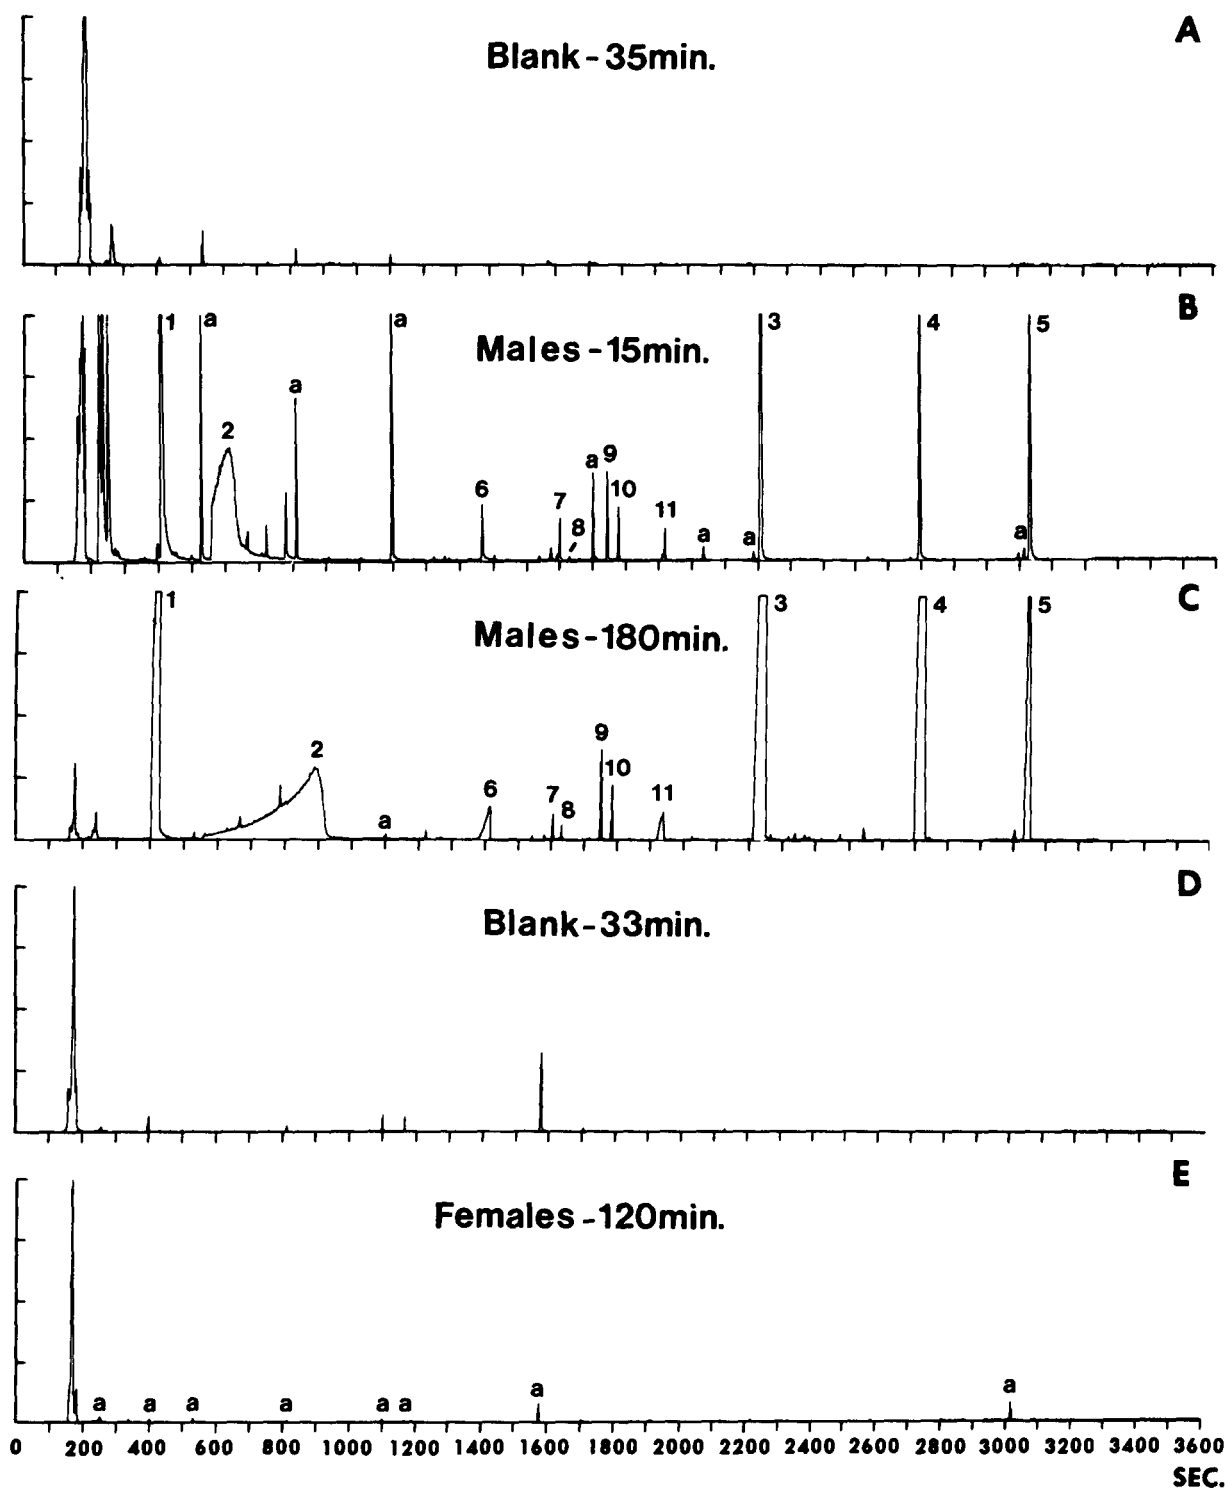 A
Blank-35min.
B
Males-15min.
1 a a 3 4 5
a
2
6 7 8 a 9 10 11 a a a
C
Males-180min.
1 3 4 5
2 a 6 7 8 9 10 11
D
Blank-33min.
E
Females-120min.
a a a a a a a a
0 200 400 600 800 1000 1200 1400 1600 1800 2000 2200 2400 2600 2800 3000 3200 3400 3600
SEC.